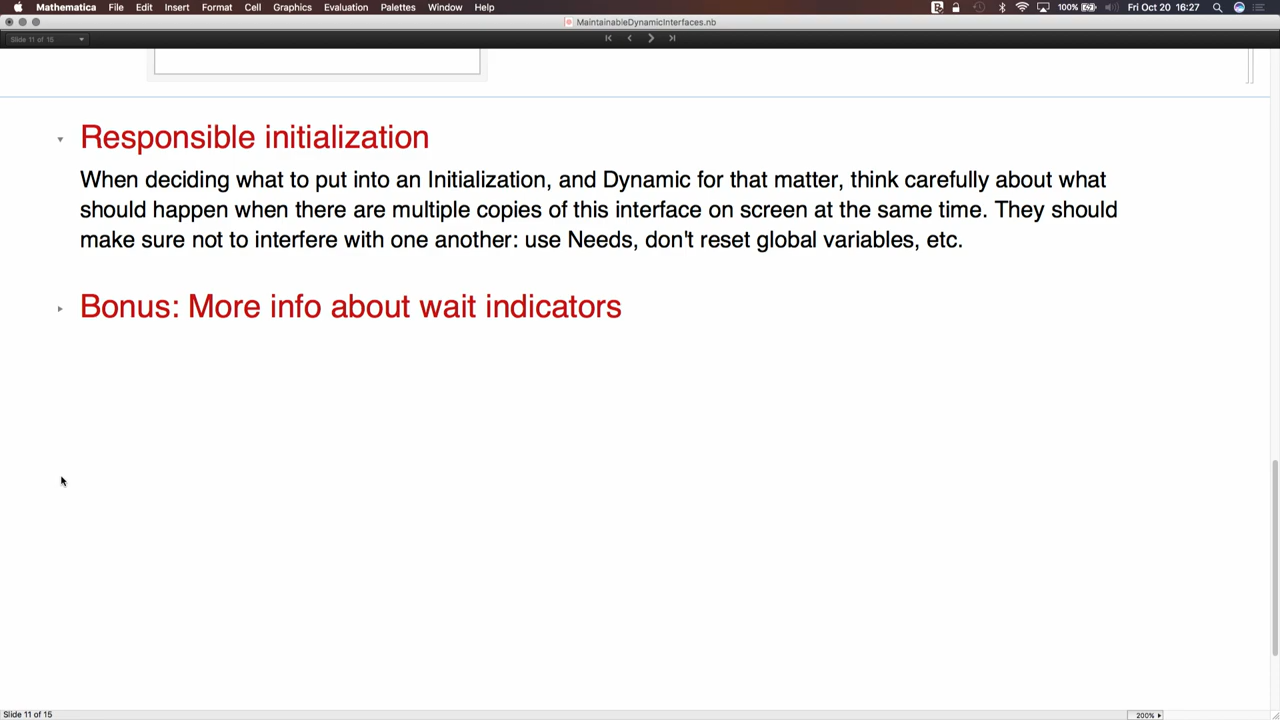 Mathematica File Edit Insert Format Cell Graphics Evaluation Palettes Window Help 100% Fri Oct 20 16:27
MaintainableDynamicInterfaces.nb
Slide 11 of 15
Responsible initialization
When deciding what to put into an Initialization, and Dynamic for that matter, think carefully about what
should happen when there are multiple copies of this interface on screen at the same time. They should
make sure not to interfere with one another: use Needs, don't reset global variables, etc.
Bonus: More info about wait indicators
Slide 11 of 15 200%